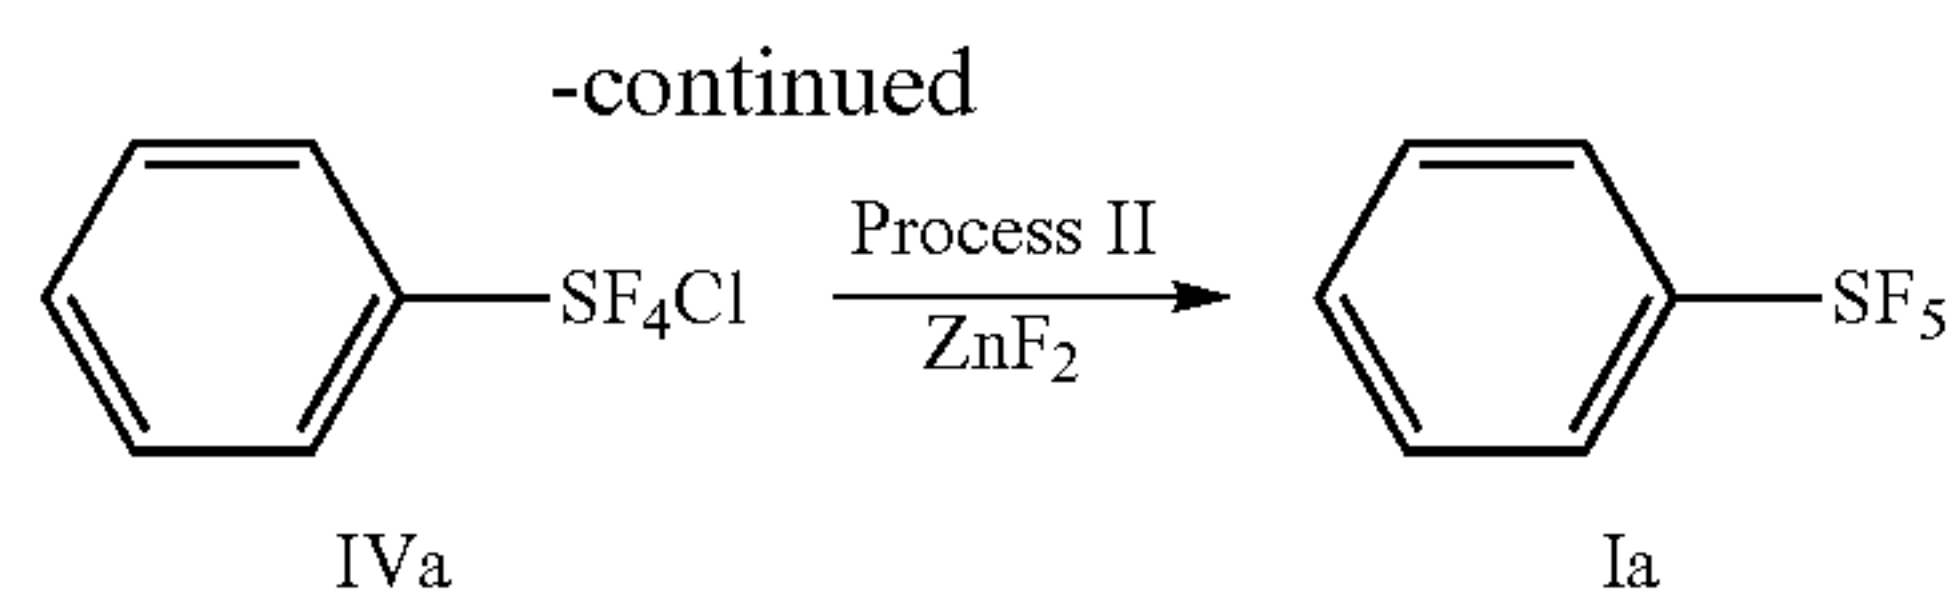 -continued
Process II
SF₄Cl
ZnF₂
SF₅
IVa
Ia